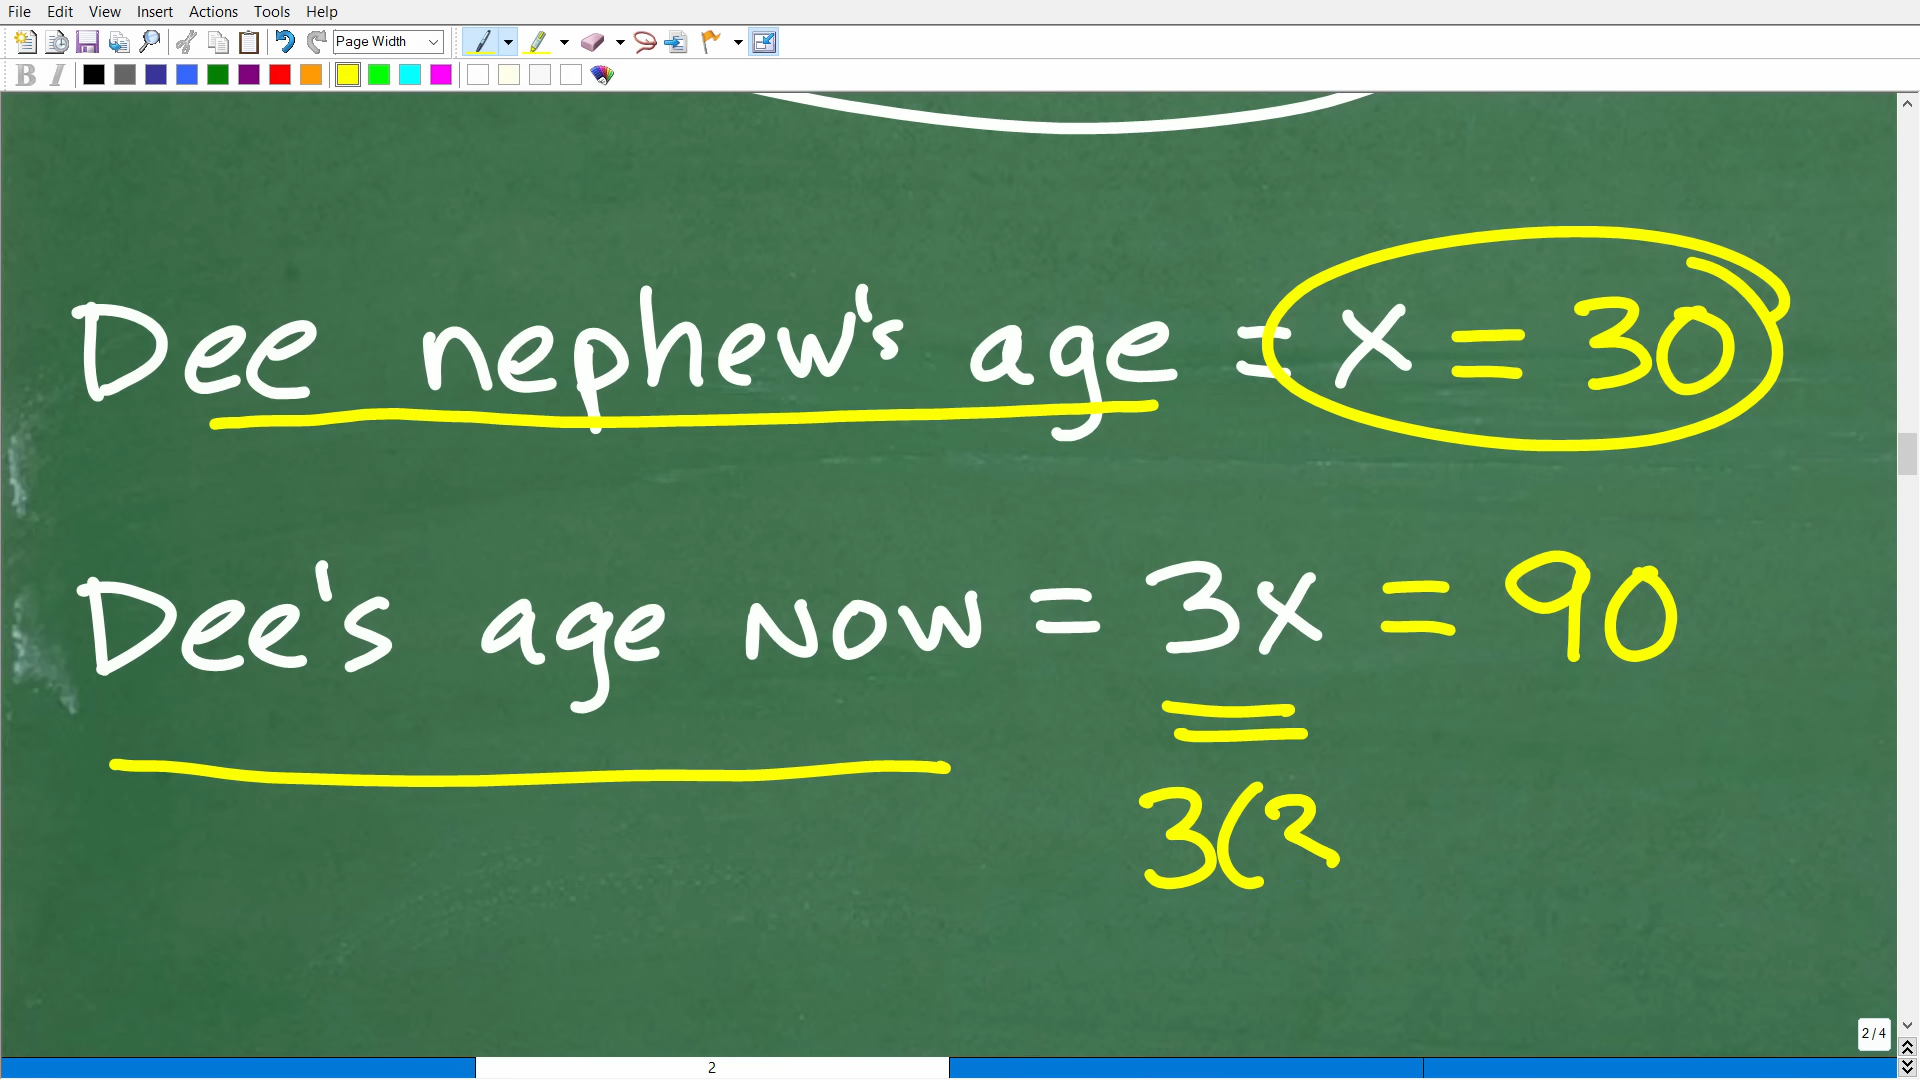 File Edit View Insert Actions Tools Help
Page Width
B I
Dee nephew's age = x = 30
Dee's age now = 3x = 90
3(3
2 / 4
2